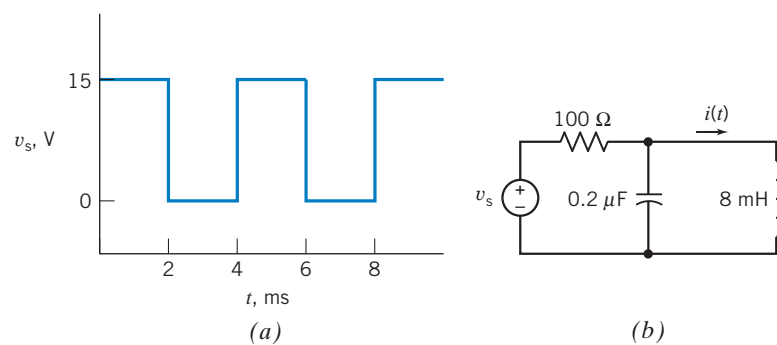 15
v_s, V
0
2 4 6 8
t, ms
(a)
i(t)
100 Ω
v_s
+
−
0.2 μF
8 mH
(b)